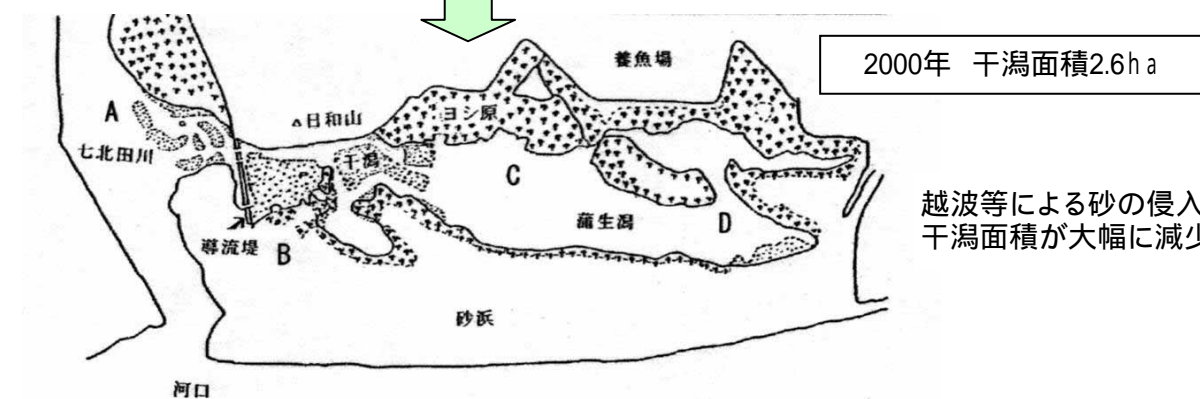 養魚場
2000年 干潟面積2.6ha
A
△日和山
ヨシ原
七北田川
干潟
C
越波等による砂の侵入
干潟面積が大幅に減少
蒲生潟
D
導流堤
B
砂浜
河口